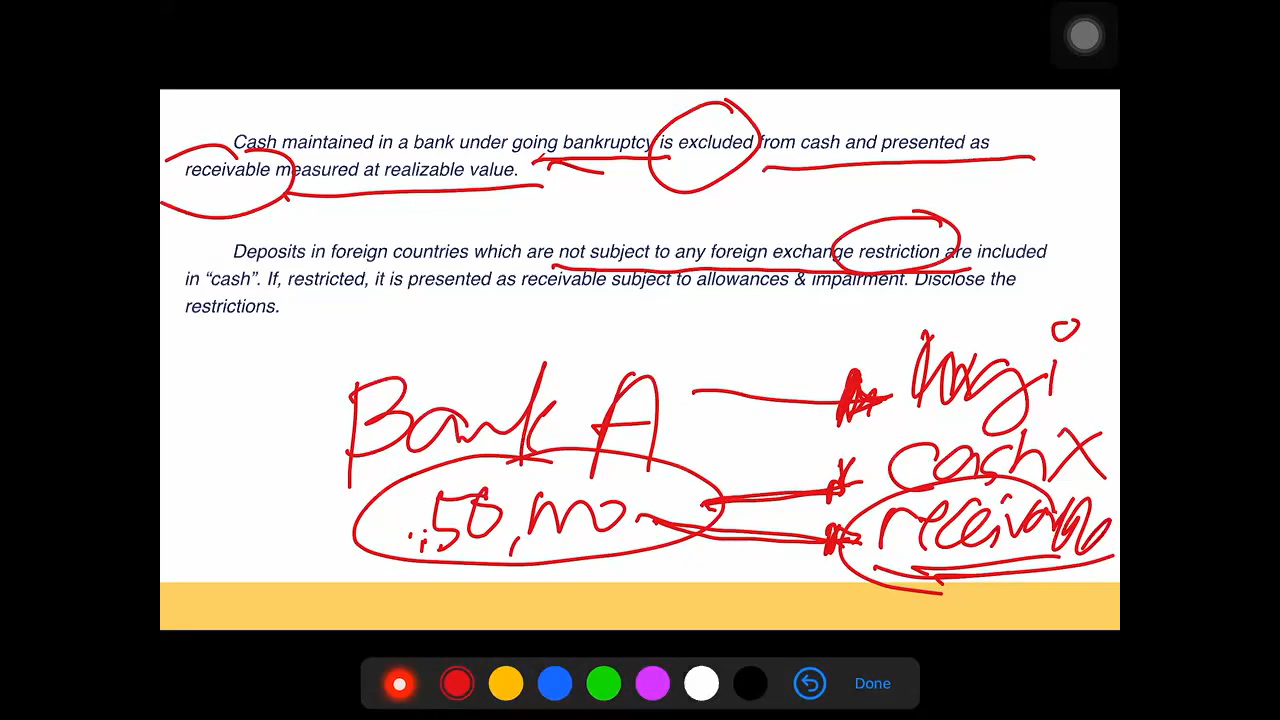 Cash maintained in a bank under going bankruptcy is excluded from cash and presented as
receivable measured at realizable value.
Deposits in foreign countries which are not subject to any foreign exchange restriction are included
in “cash”. If, restricted, it is presented as receivable subject to allowances & impairment. Disclose the
restrictions.
Bank A
cash X
receivable
Done